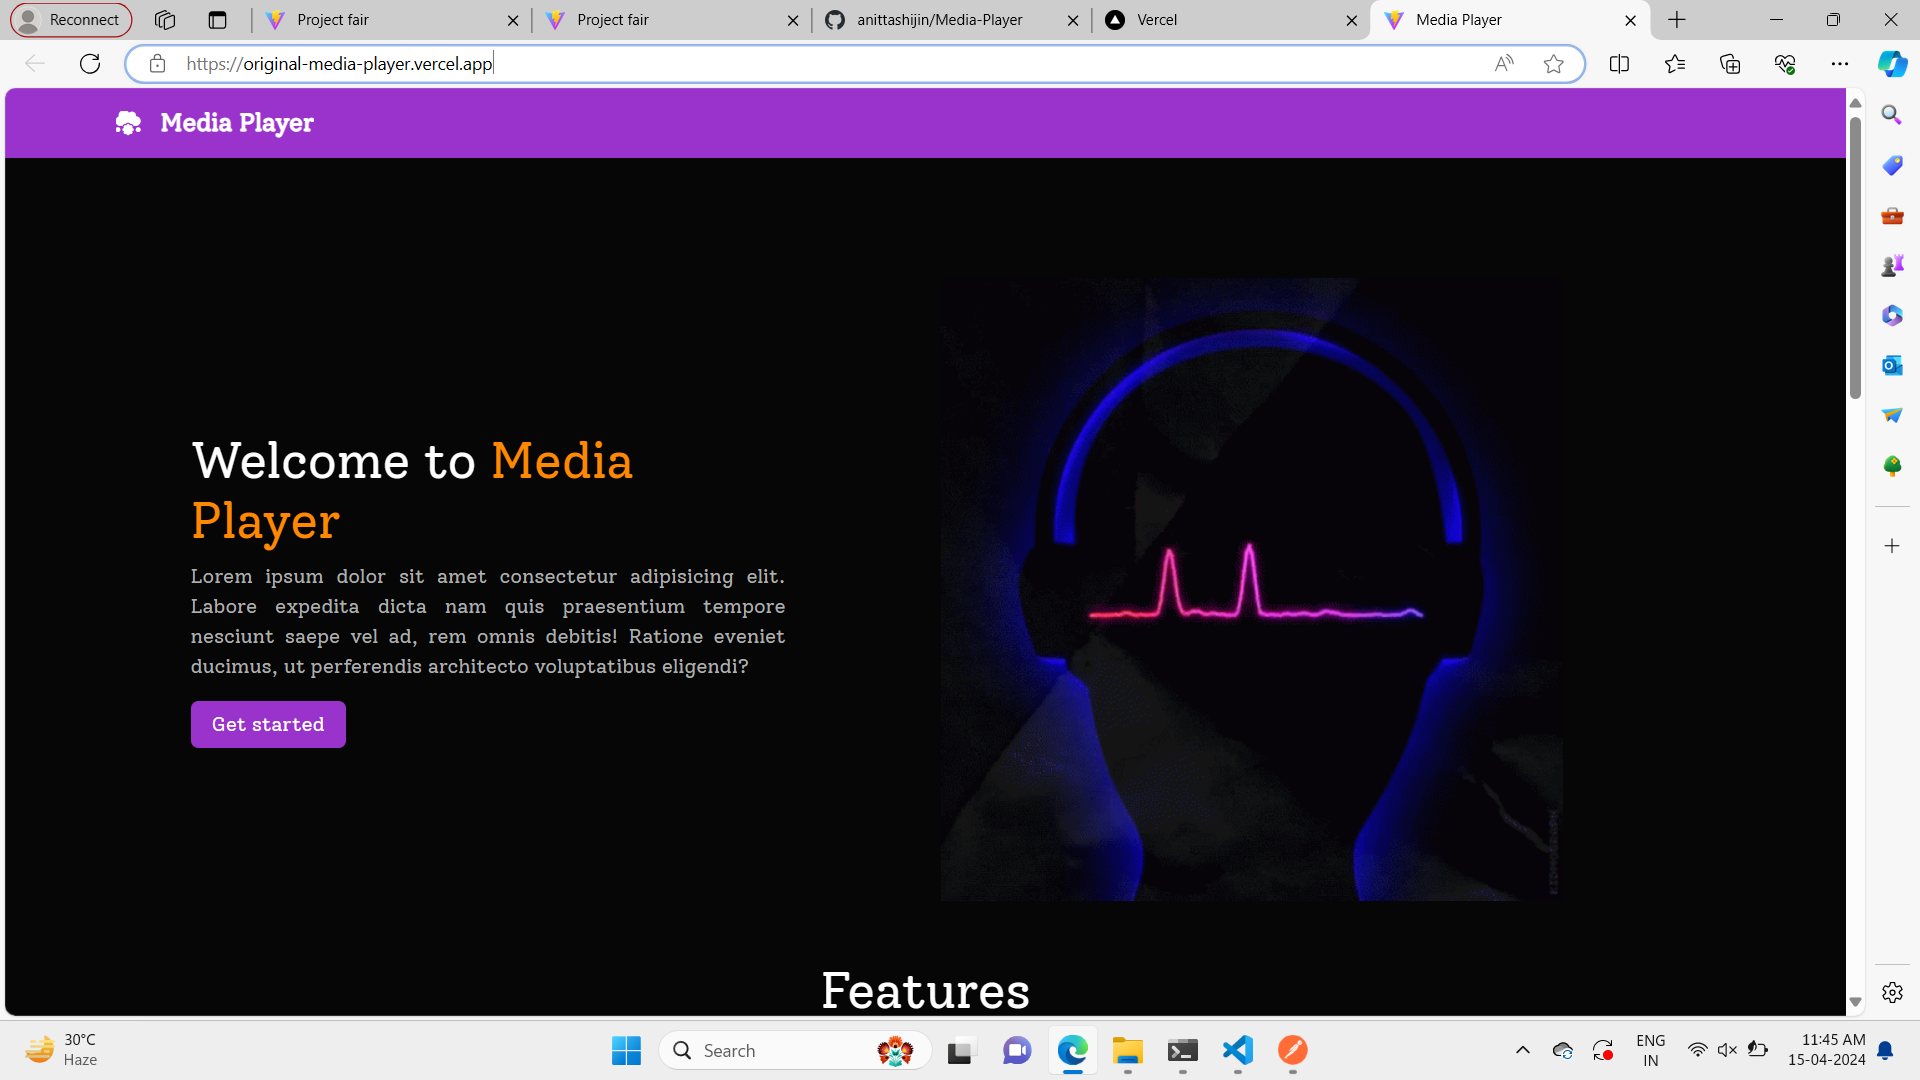 Reconnect
Project fair
Project fair
anittashijin/Media-Player
Vercel
Media Player
https://original-media-player.vercel.app
Media Player
Welcome to Media
Player
Lorem ipsum dolor sit amet consectetur adipisicing elit.
Labore expedita dicta nam quis praesentium tempore
nesciunt saepe vel ad, rem omnis debitis! Ratione eveniet
ducimus, ut perferendis architecto voluptatibus eligendi?
Get started
Features
30°C
Haze
Search
ENG
IN
11:45 AM
15-04-2024